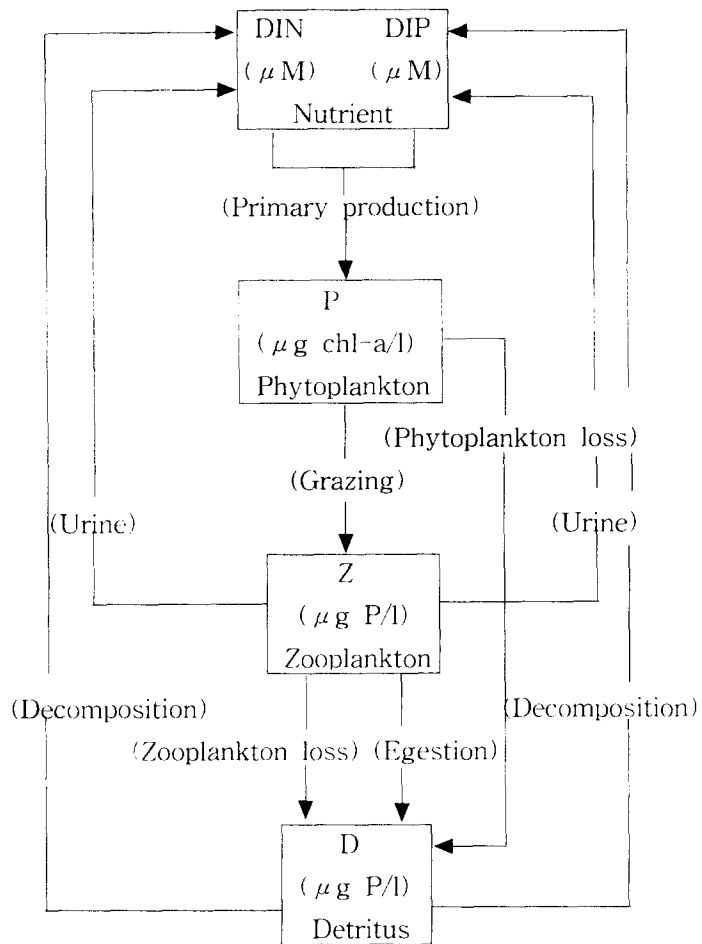 DIN DIP
(μM) (μM)
Nutrient
(Primary production)
P
(μg chl-a/l)
Phytoplankton
(Phytoplankton loss)
(Grazing)
(Urine) (Urine)
Z
(μg P/l)
Zooplankton
(Decomposition) (Decomposition)
(Zooplankton loss) (Egestion)
D
(μg P/l)
Detritus